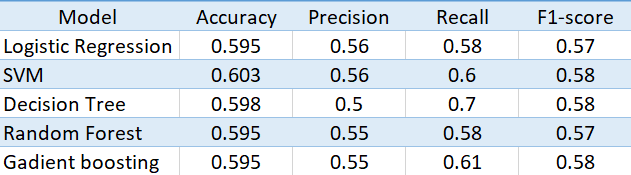 Model Accuracy Precision Recall F1-score
Logistic Regression 0.595 0.56 0.58 0.57
SVM 0.603 0.56 0.6 0.58
Decision Tree 0.598 0.5 0.7 0.58
Random Forest 0.595 0.55 0.58 0.57
Gadient boosting 0.595 0.55 0.61 0.58